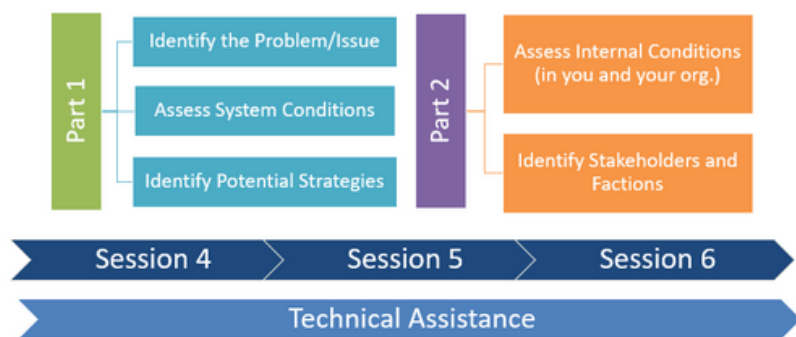 Part 1
Identify the Problem/Issue
Assess System Conditions
Identify Potential Strategies
Part 2
Assess Internal Conditions
(in you and your org.)
Identify Stakeholders and
Factions
Session 4
Session 5
Session 6
Technical Assistance